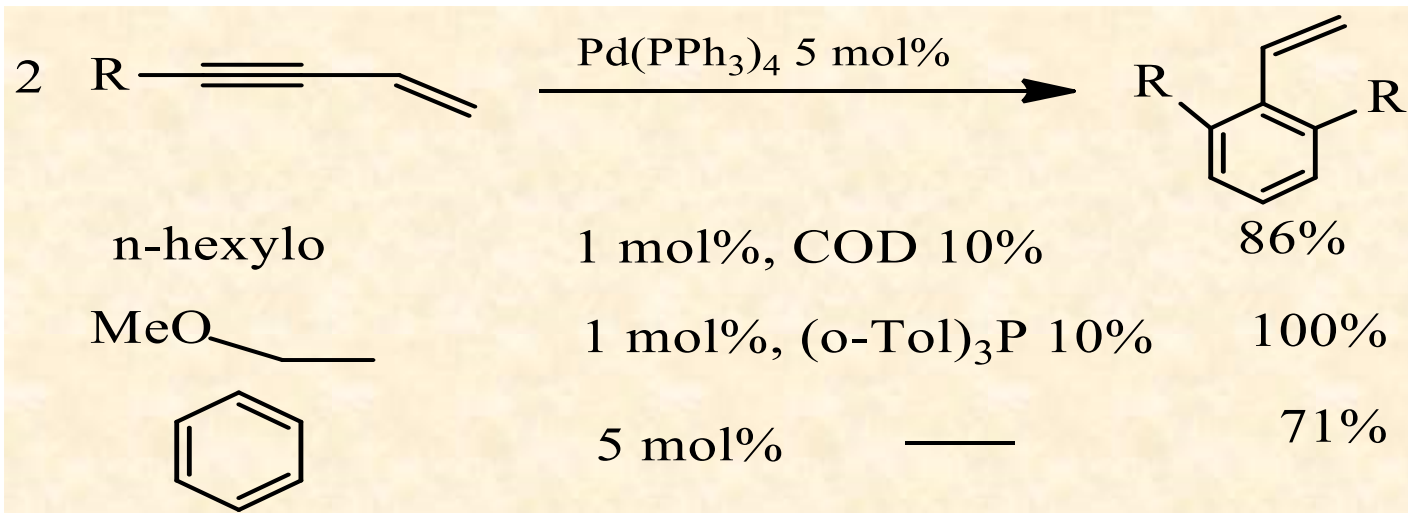 2 R Pd(PPh₃)₄ 5 mol% R R
n-hexylo 1 mol%, COD 10% 86%
MeO 1 mol%, (o-Tol)₃P 10% 100%
5 mol% 71%